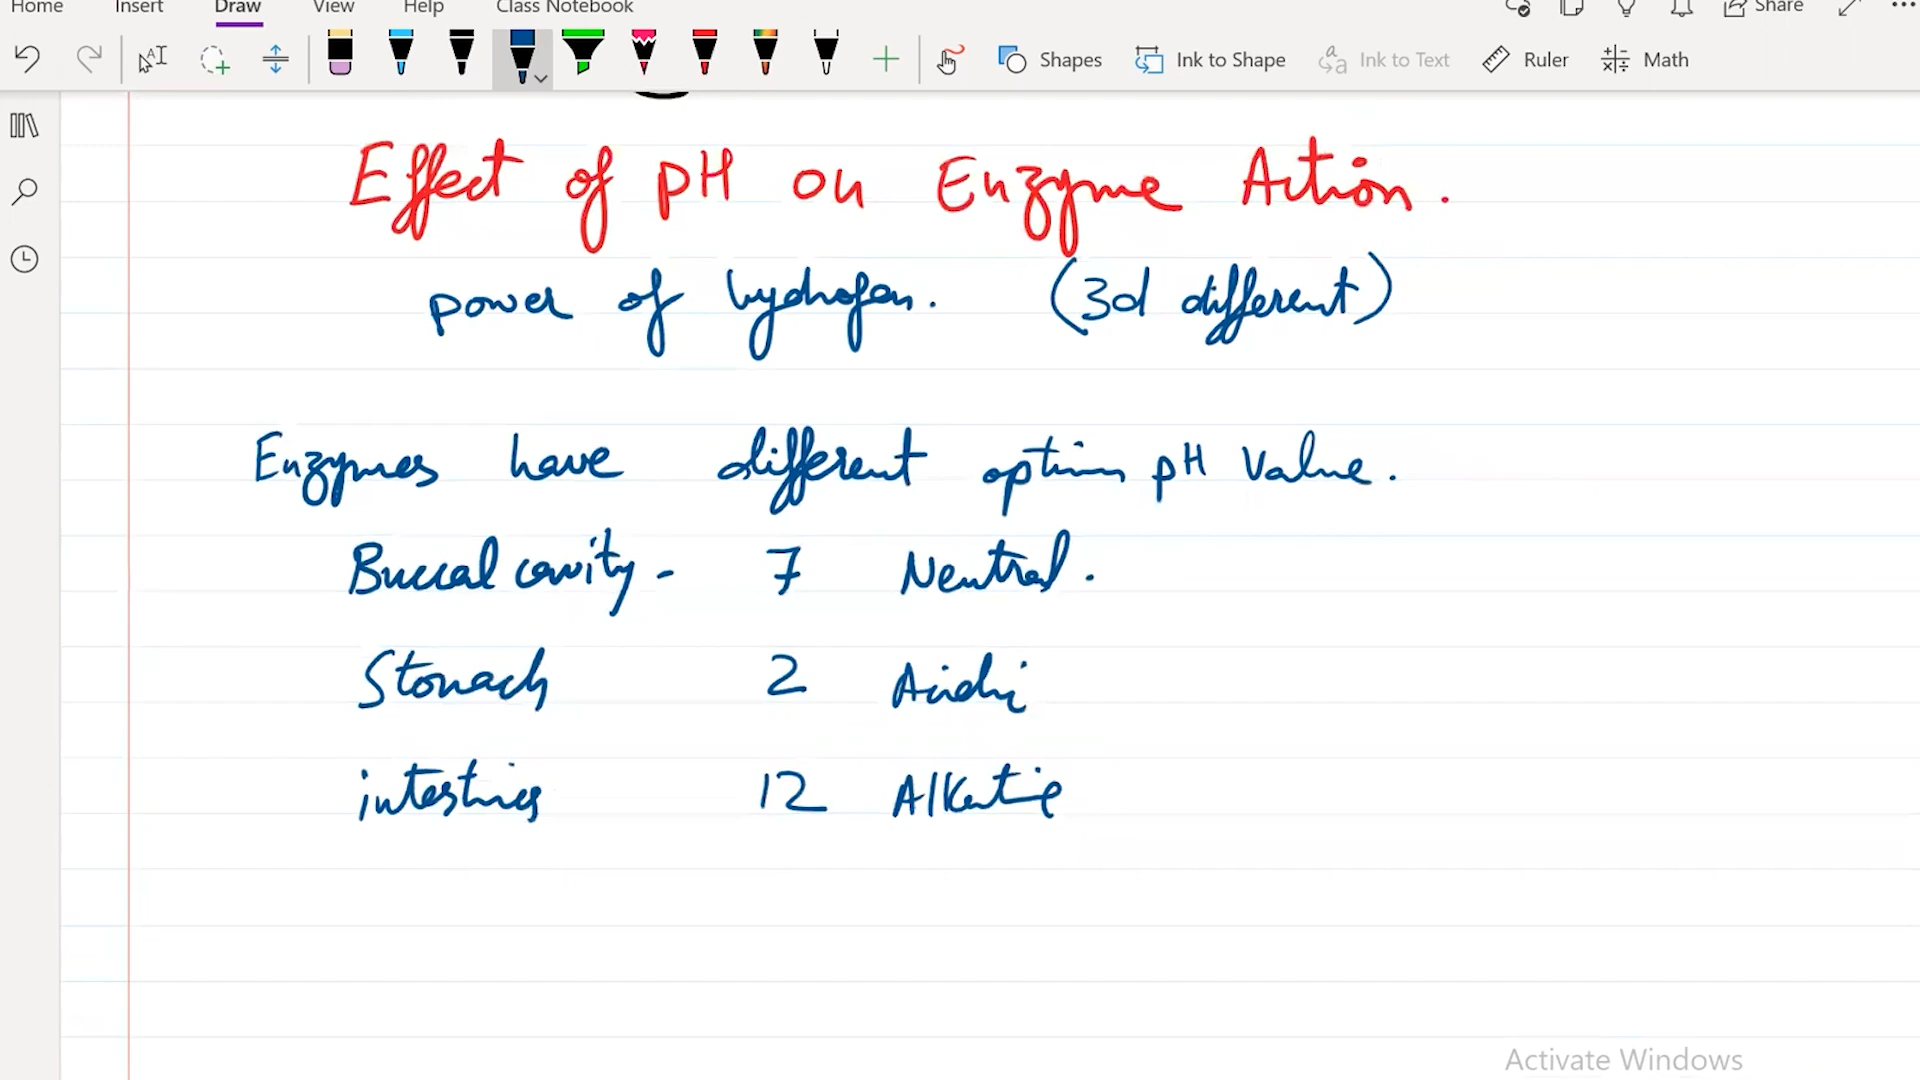 Home Insert Draw View Help Class Notebook Share
Shapes Ink to Shape Ink to Text Ruler Math
Effect of pH on Enzyme Action.
power of hydrogen. (3d different)
Enzymes have different optimum pH Value.
Buccal cavity - 7 Neutral.
Stomach 2 Acidic
intestines 12 Alkaline
Activate Windows